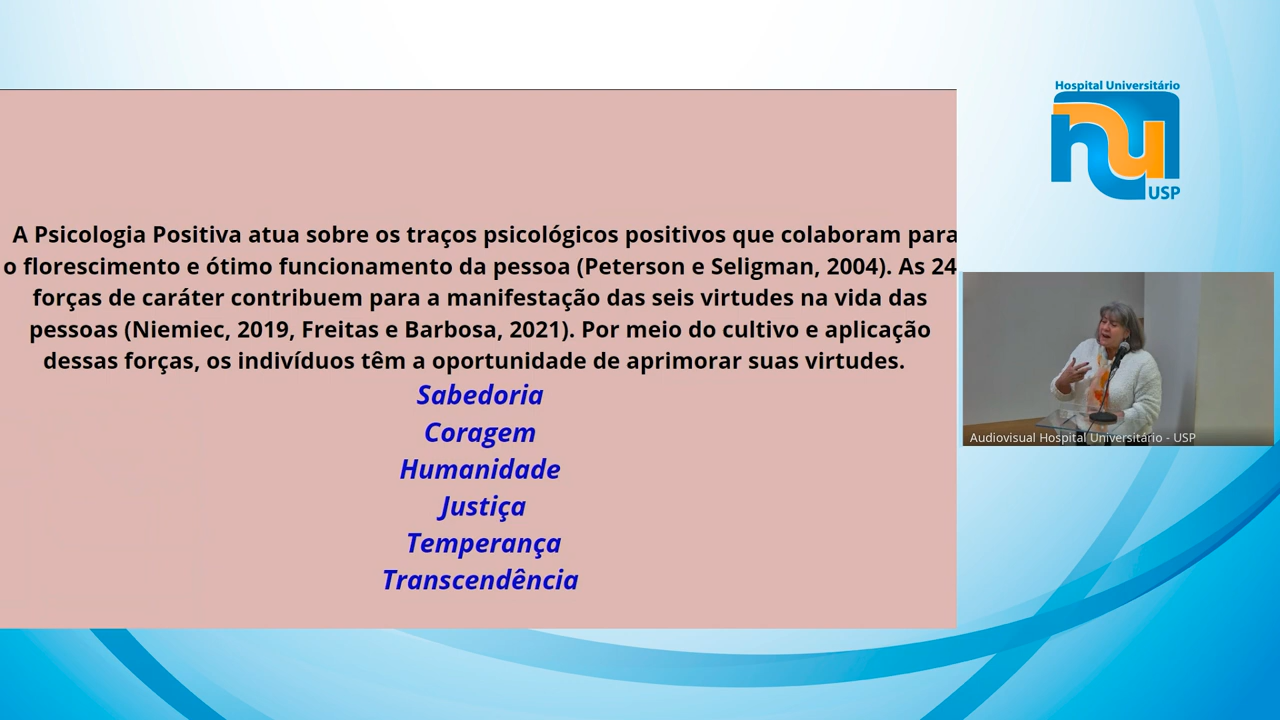 Hospital Universitário
hu
USP
A Psicologia Positiva atua sobre os traços psicológicos positivos que colaboram para
o florescimento e ótimo funcionamento da pessoa (Peterson e Seligman, 2004). As 24
forças de caráter contribuem para a manifestação das seis virtudes na vida das
pessoas (Niemiec, 2019, Freitas e Barbosa, 2021). Por meio do cultivo e aplicação
dessas forças, os indivíduos têm a oportunidade de aprimorar suas virtudes.
Sabedoria
Coragem
Humanidade
Justiça
Temperança
Transcendência
Audiovisual Hospital Universitário - USP